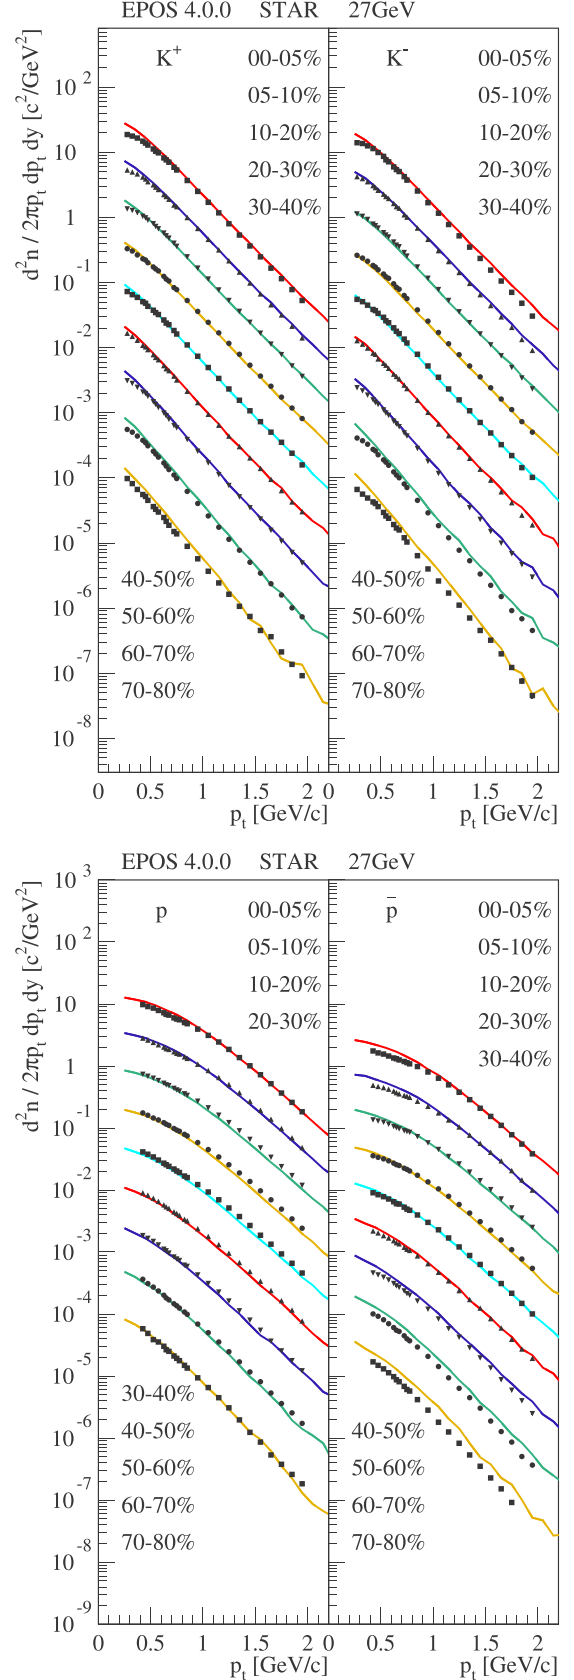 EPOS 4.0.0 STAR 27GeV
d²n / 2πpₜ dpₜ dy [c²/GeV²]
K⁺ 00-05% K⁻ 00-05%
10² 05-10% 05-10%
10 10-20% 10-20%
20-30% 20-30%
1 30-40% 30-40%
10⁻¹
10⁻²
10⁻³
10⁻⁴
10⁻⁵
40-50% 40-50%
10⁻⁶ 50-60% 50-60%
60-70% 60-70%
10⁻⁷ 70-80% 70-80%
10⁻⁸
0 0.5 1 1.5 2 0 0.5 1 1.5 2
pₜ [GeV/c] pₜ [GeV/c]
EPOS 4.0.0 STAR 27GeV
d²n / 2πpₜ dpₜ dy [c²/GeV²]
10³
p 00-05% p̄ 00-05%
10² 05-10% 05-10%
10-20% 10-20%
10 20-30% 20-30%
1 30-40%
10⁻¹
10⁻²
10⁻³
10⁻⁴
10⁻⁵
30-40%
40-50% 40-50%
10⁻⁶ 50-60% 50-60%
10⁻⁷ 60-70% 60-70%
70-80% 70-80%
10⁻⁸
10⁻⁹
0 0.5 1 1.5 2 0 0.5 1 1.5 2
pₜ [GeV/c] pₜ [GeV/c]